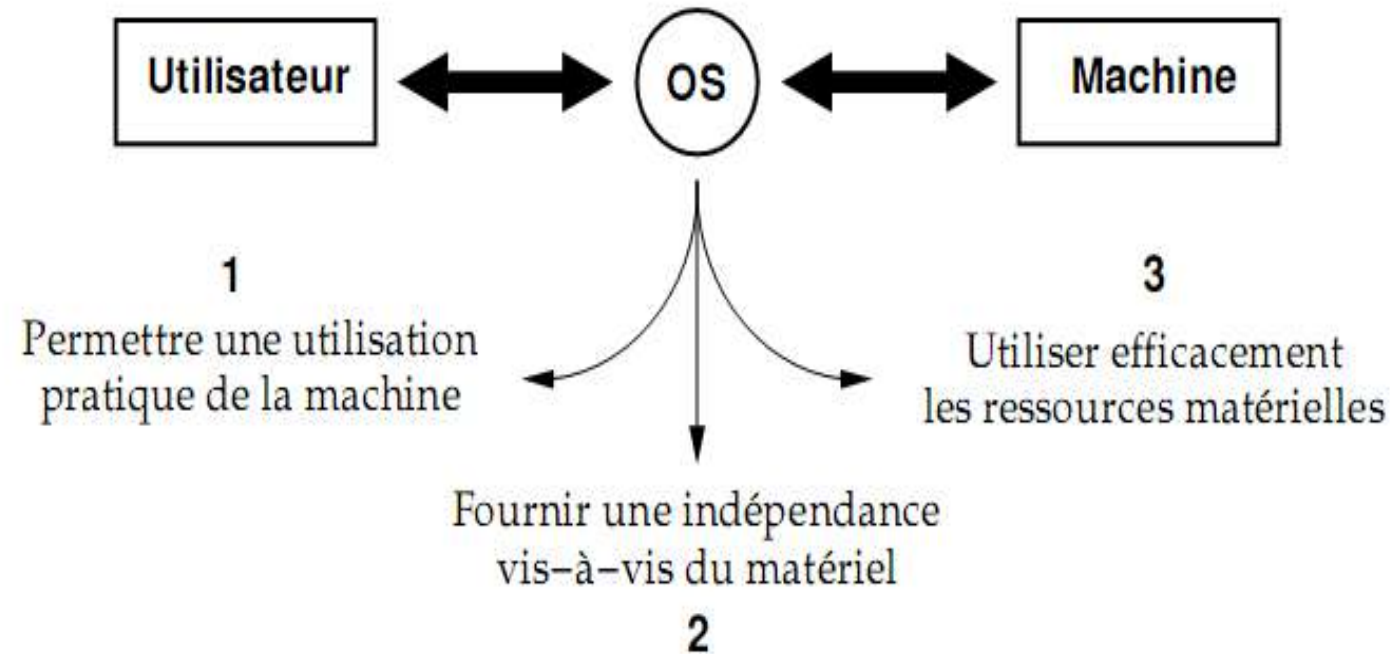 Utilisateur
OS
Machine
1
Permettre une utilisation
pratique de la machine
3
Utiliser efficacement
les ressources matérielles
Fournir une indépendance
vis–à–vis du matériel
2